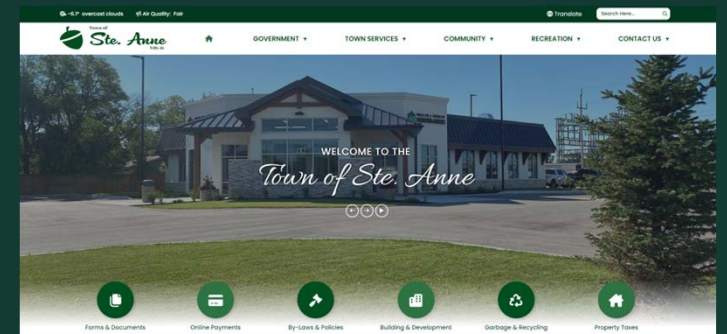 -6.1° overcast clouds
Air Quality: Fair
Translate
Search Here...
Town of
Ste. Anne
Ville de
GOVERNMENT
TOWN SERVICES
COMMUNITY
RECREATION
CONTACT US
WELCOME TO THE
Town of Ste. Anne
Forms & Documents
Online Payments
By-Laws & Policies
Building & Development
Garbage & Recycling
Property Taxes